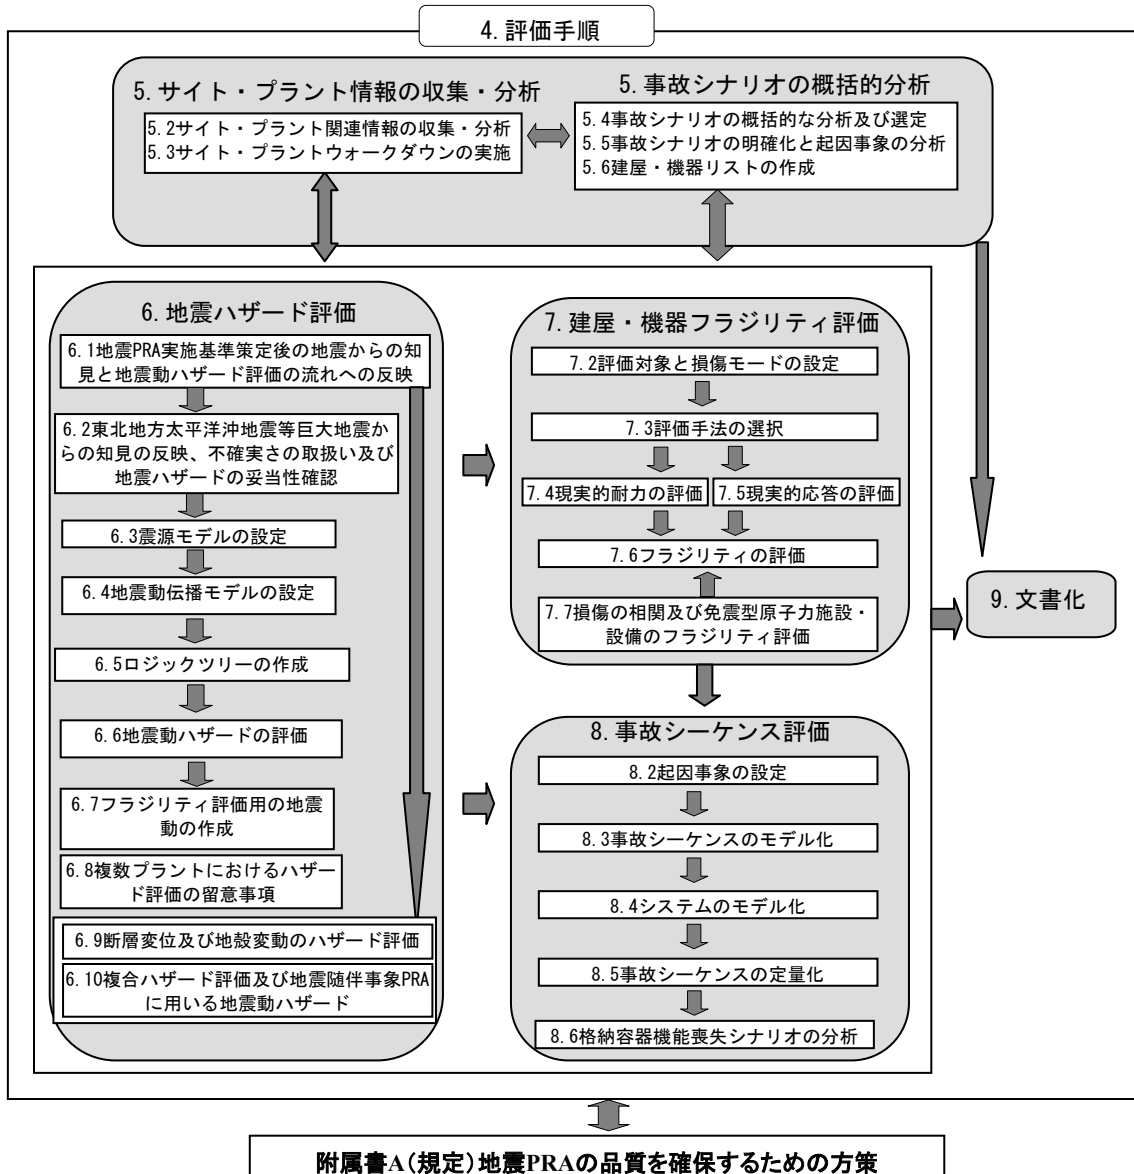 4.評価手順
5.サイト・プラント情報の収集・分析
5.2サイト・プラント関連情報の収集・分析
5.3サイト・プラントウォークダウンの実施
5.事故シナリオの概括的分析
5.4事故シナリオの概括的な分析及び選定
5.5事故シナリオの明確化と起因事象の分析
5.6建屋・機器リストの作成
6.地震ハザード評価
6.1地震PRA実施基準策定後の地震からの知
見と地震動ハザード評価の流れへの反映
6.2東北地方太平洋沖地震等巨大地震か
らの知見の反映、不確実さの取扱い及び
地震ハザードの妥当性確認
6.3震源モデルの設定
6.4地震動伝播モデルの設定
6.5ロジックツリーの作成
6.6地震動ハザードの評価
6.7フラジリティ評価用の地震
動の作成
6.8複数プラントにおけるハザー
ド評価の留意事項
6.9断層変位及び地殻変動のハザード評価
6.10複合ハザード評価及び地震随伴事象PRA
に用いる地震動ハザード
7.建屋・機器フラジリティ評価
7.2評価対象と損傷モードの設定
7.3評価手法の選択
7.4現実的耐力の評価
7.5現実的応答の評価
7.6フラジリティの評価
7.7損傷の相関及び免震型原子力施設・
設備のフラジリティ評価
8.事故シーケンス評価
8.2起因事象の設定
8.3事故シーケンスのモデル化
8.4システムのモデル化
8.5事故シーケンスの定量化
8.6格納容器機能喪失シナリオの分析
9.文書化
附属書A(規定)地震PRAの品質を確保するための方策